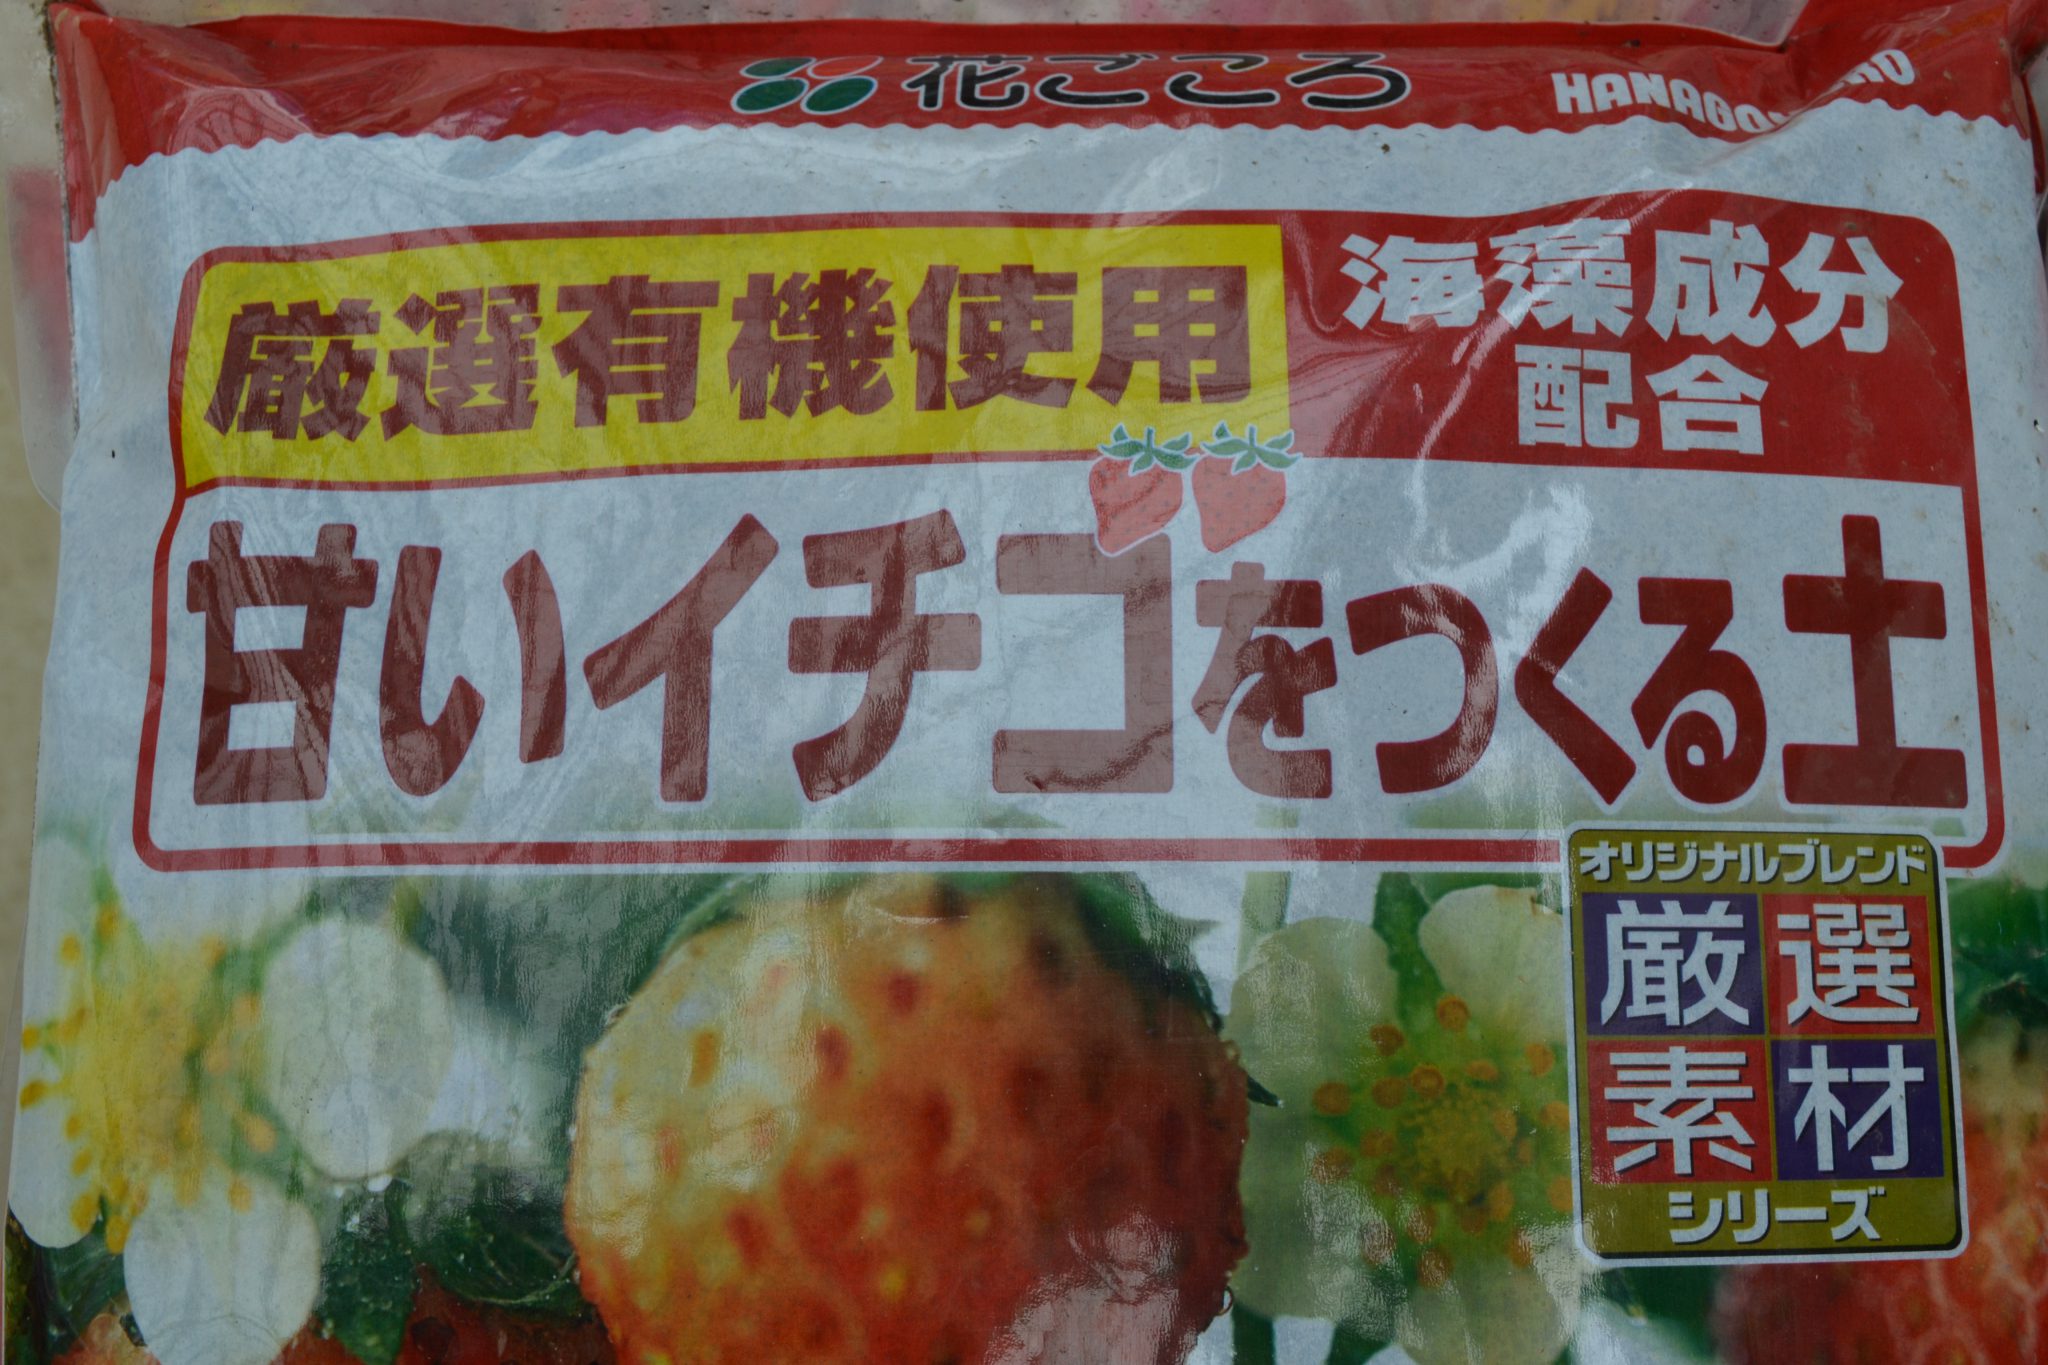 花ごころ
厳選有機使用
海藻成分
配合
甘いイチゴをつくる土
オリジナルブレンド
厳選
素材
シリーズ